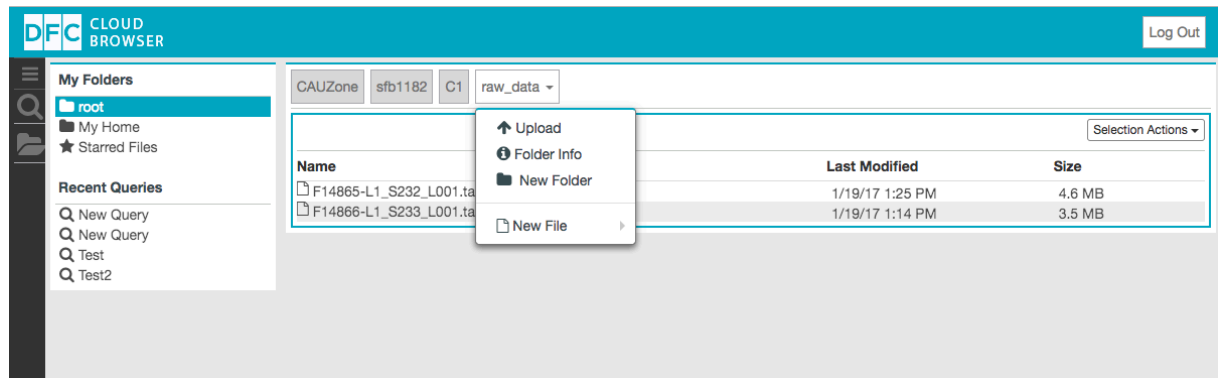 DFC CLOUD
BROWSER
Log Out
My Folders
root
My Home
Starred Files
Recent Queries
New Query
New Query
Test
Test2
CAUZone sfb1182 C1 raw_data
Upload
Folder Info
New Folder
New File
Selection Actions
Name Last Modified Size
F14865-L1_S232_L001.ta 1/19/17 1:25 PM 4.6 MB
F14866-L1_S233_L001.ta 1/19/17 1:14 PM 3.5 MB